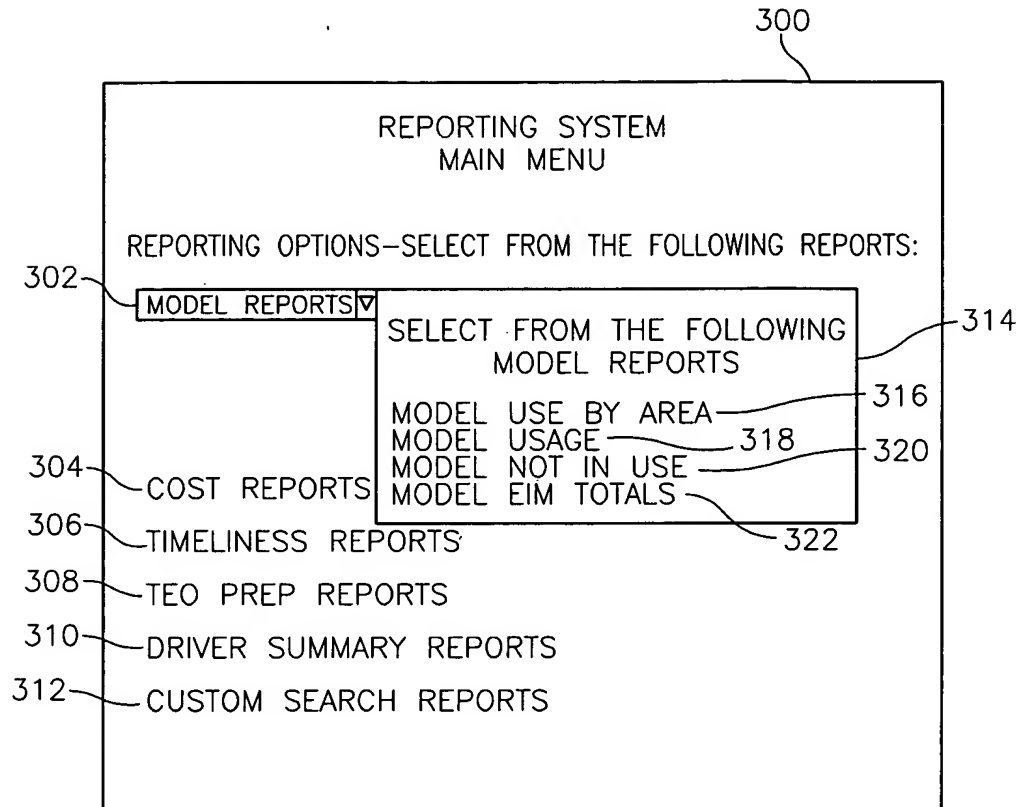 300
REPORTING SYSTEM
MAIN MENU
REPORTING OPTIONS-SELECT FROM THE FOLLOWING REPORTS:
302
MODEL REPORTS
SELECT FROM THE FOLLOWING
MODEL REPORTS
314
MODEL USE BY AREA
316
MODEL USAGE
318
MODEL NOT IN USE
320
MODEL EIM TOTALS
322
304
COST REPORTS
306
TIMELINESS REPORTS
308
TEO PREP REPORTS
310
DRIVER SUMMARY REPORTS
312
CUSTOM SEARCH REPORTS